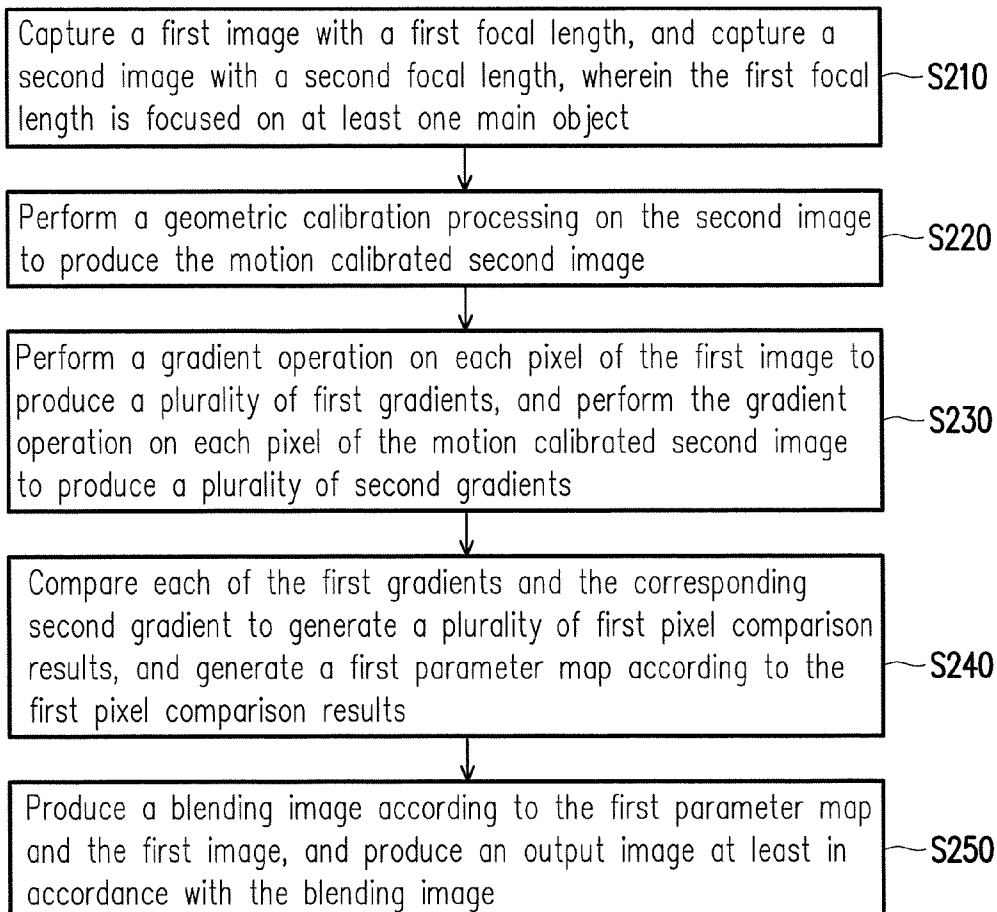 Capture a first image with a first focal length, and capture a
second image with a second focal length, wherein the first focal
length is focused on at least one main object
S210
Perform a geometric calibration processing on the second image
to produce the motion calibrated second image
S220
Perform a gradient operation on each pixel of the first image to
produce a plurality of first gradients, and perform the gradient
operation on each pixel of the motion calibrated second image
to produce a plurality of second gradients
S230
Compare each of the first gradients and the corresponding
second gradient to generate a plurality of first pixel comparison
results, and generate a first parameter map according to the
first pixel comparison results
S240
Produce a blending image according to the first parameter map
and the first image, and produce an output image at least in
accordance with the blending image
S250